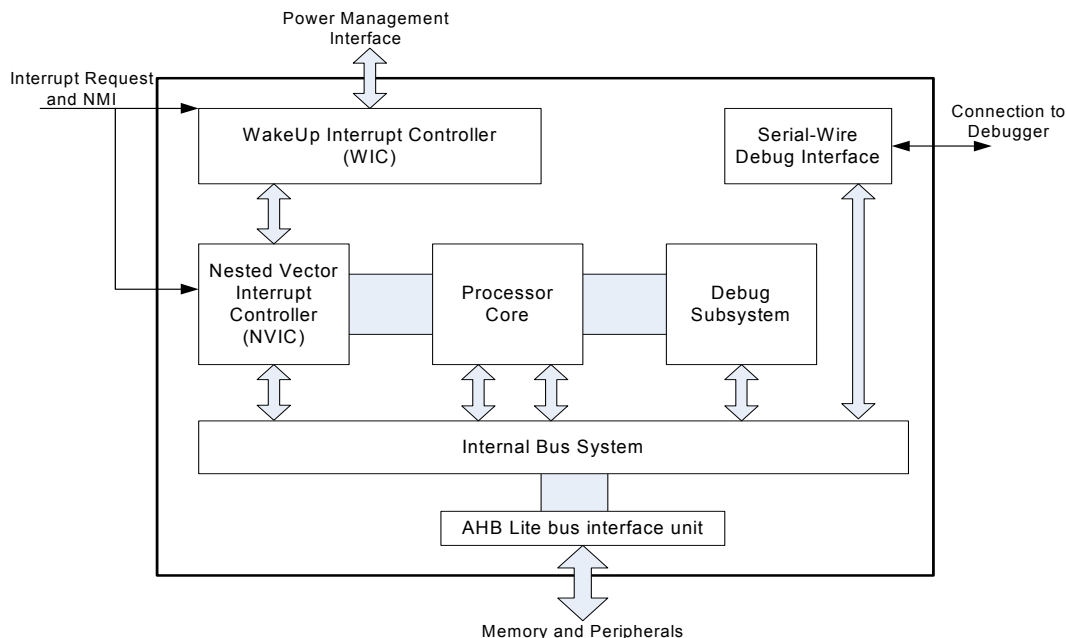 Power Management
Interface
Interrupt Request
and NMI
WakeUp Interrupt Controller
(WIC)
Serial-Wire
Debug Interface
Connection to
Debugger
Nested Vector
Interrupt
Controller
(NVIC)
Processor
Core
Debug
Subsystem
Internal Bus System
AHB Lite bus interface unit
Memory and Peripherals